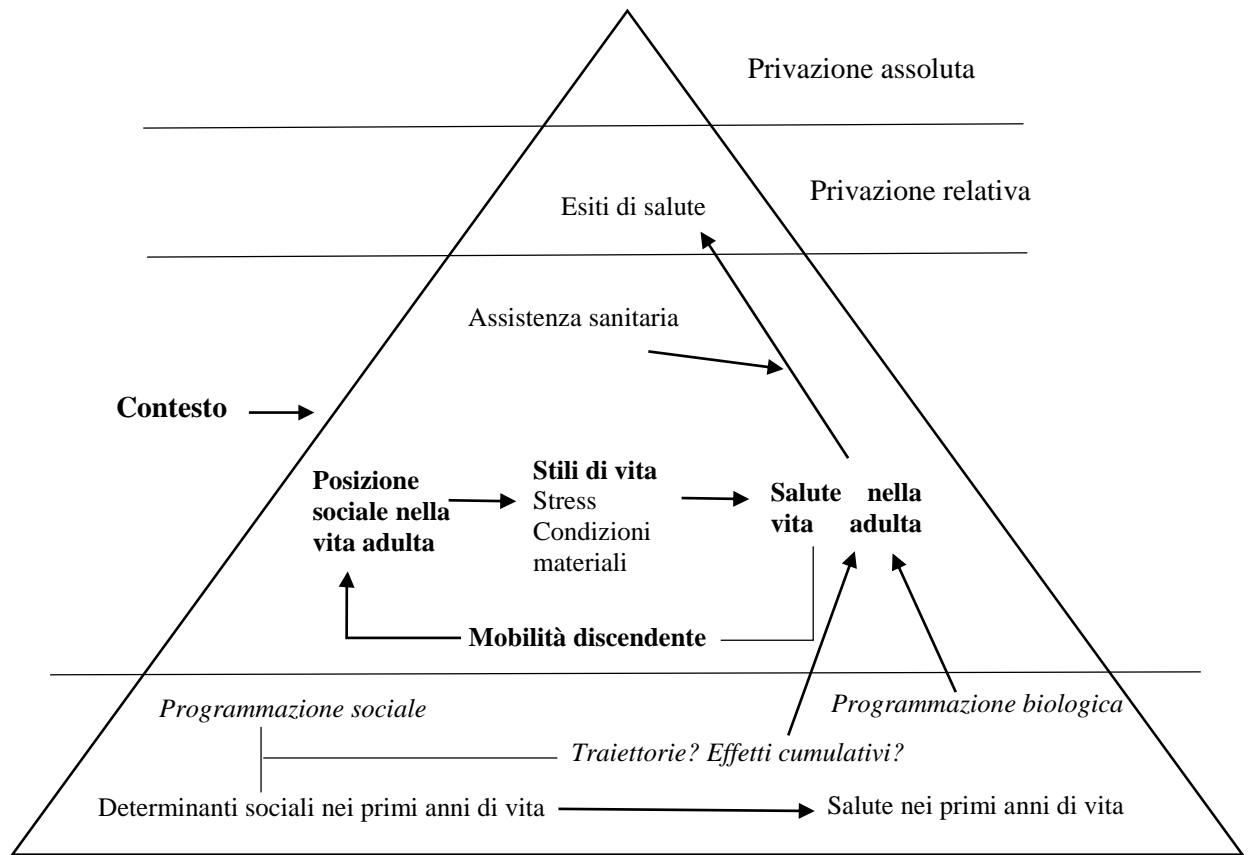 Privazione assoluta
Privazione relativa
Esiti di salute
Assistenza sanitaria
Contesto
Posizione
sociale nella
vita adulta
Stili di vita
Stress
Condizioni
materiali
Salute nella
vita adulta
Mobilità discendente
Programmazione sociale
Programmazione biologica
Traiettorie? Effetti cumulativi?
Determinanti sociali nei primi anni di vita
Salute nei primi anni di vita